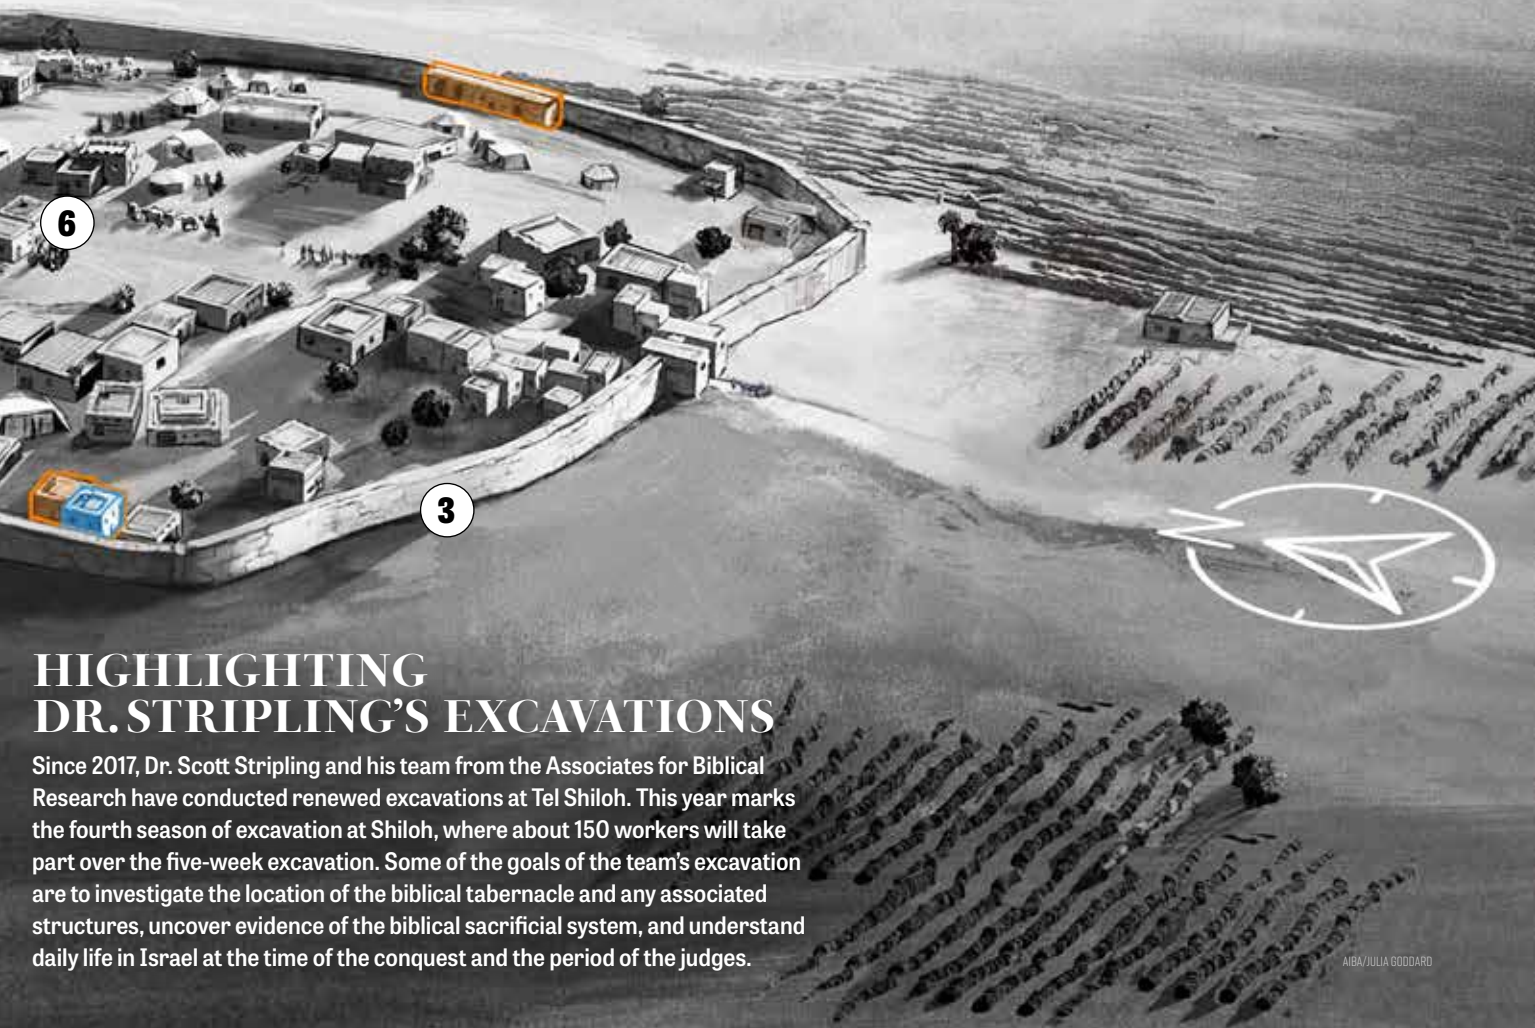 6
3
N
HIGHLIGHTING
DR. STRIPLING’S EXCAVATIONS
Since 2017, Dr. Scott Stripling and his team from the Associates for Biblical
Research have conducted renewed excavations at Tel Shiloh. This year marks
the fourth season of excavation at Shiloh, where about 150 workers will take
part over the five-week excavation. Some of the goals of the team’s excavation
are to investigate the location of the biblical tabernacle and any associated
structures, uncover evidence of the biblical sacrificial system, and understand
daily life in Israel at the time of the conquest and the period of the judges.
AIBA/JULIA GODDARD